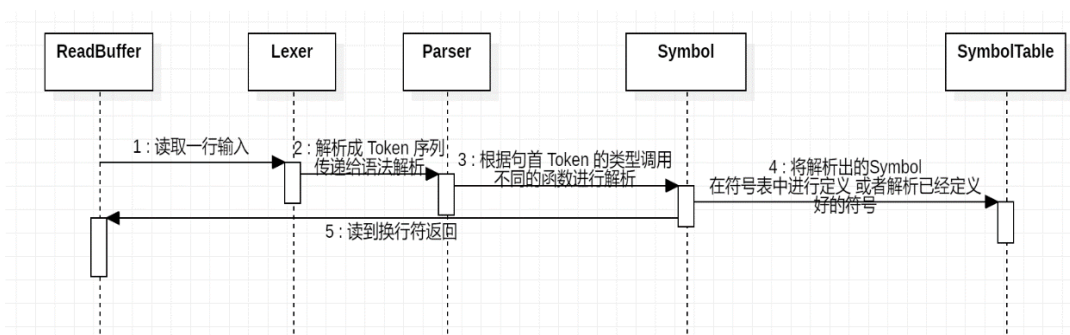 ReadBuffer
Lexer
Parser
Symbol
SymbolTable
1 : 读取一行输入
2 : 解析成 Token 序列
传递给语法解析
3 : 根据句首 Token 的类型调用
不同的函数进行解析
4 : 将解析出的Symbol
在符号表中进行定义 或者解析已经定义
好的符号
5 : 读到换行符返回